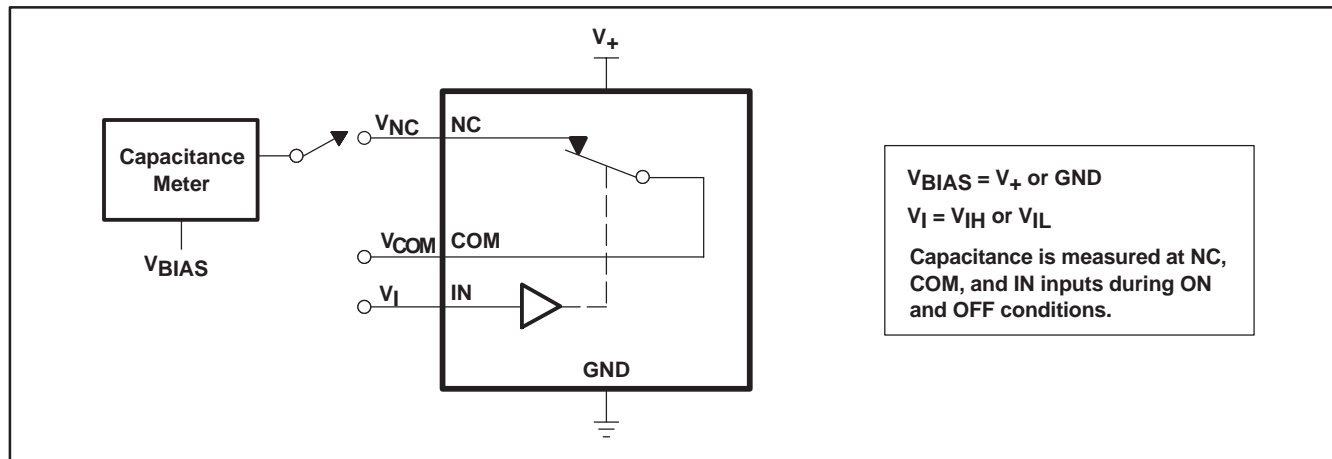 V+
VNC
NC
Capacitance
Meter
VBIAS
VCOM
COM
VI
IN
GND
VBIAS = V+ or GND
VI = VIH or VIL
Capacitance is measured at NC,
COM, and IN inputs during ON
and OFF conditions.